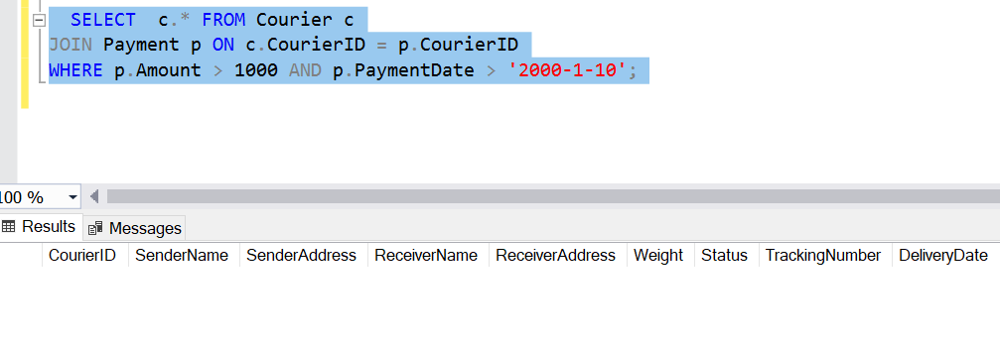 SELECT c.* FROM Courier c
JOIN Payment p ON c.CourierID = p.CourierID
WHERE p.Amount > 1000 AND p.PaymentDate > '2000-1-10';
100 %
Results Messages
CourierID SenderName SenderAddress ReceiverName ReceiverAddress Weight Status TrackingNumber DeliveryDate